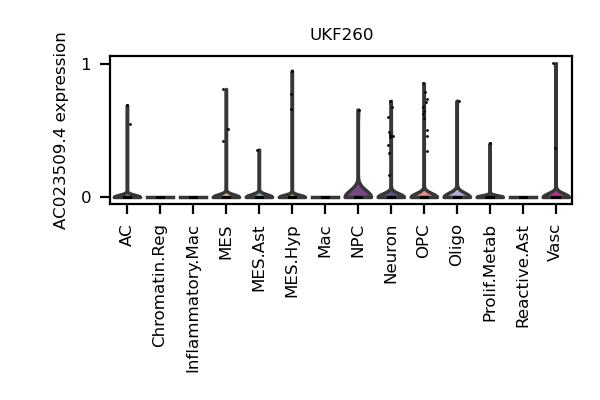 UKF260
AC023509.4 expression
1
0
AC
Chromatin.Reg
Inflammatory.Mac
MES
MES.Ast
MES.Hyp
Mac
NPC
Neuron
OPC
Oligo
Prolif.Metab
Reactive.Ast
Vasc